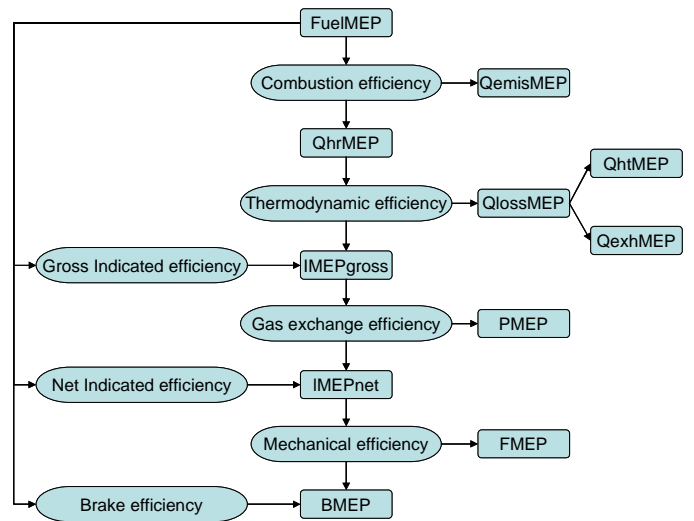 FuelMEP
Combustion efficiency
QemisMEP
QhrMEP
QhtMEP
Thermodynamic efficiency
QlossMEP
QexhMEP
Gross Indicated efficiency
IMEPgross
Gas exchange efficiency
PMEP
Net Indicated efficiency
IMEPnet
Mechanical efficiency
FMEP
Brake efficiency
BMEP